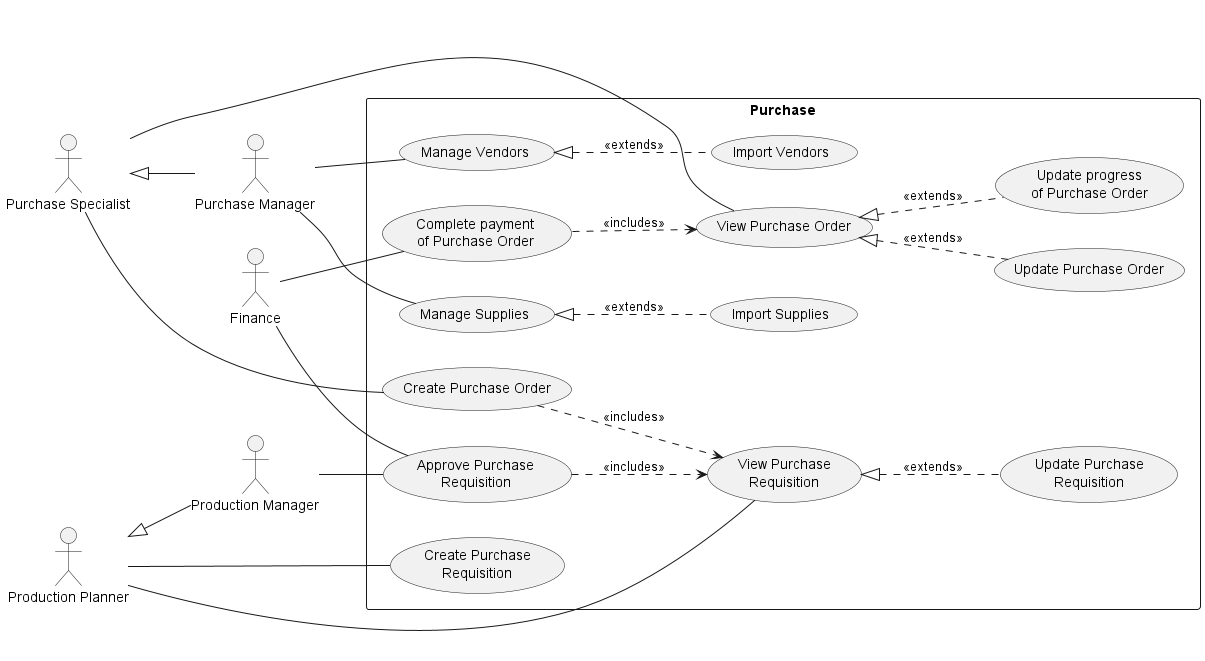 Purchase
«extends»
Manage Vendors
Import Vendors
Update progress
of Purchase Order
Purchase Specialist
Purchase Manager
«extends»
Complete payment
of Purchase Order
«includes»
View Purchase Order
«extends»
Update Purchase Order
Finance
«extends»
Manage Supplies
Import Supplies
Create Purchase Order
«includes»
Approve Purchase
Requisition
«includes»
View Purchase
Requisition
«extends»
Update Purchase
Requisition
Production Manager
Create Purchase
Requisition
Production Planner